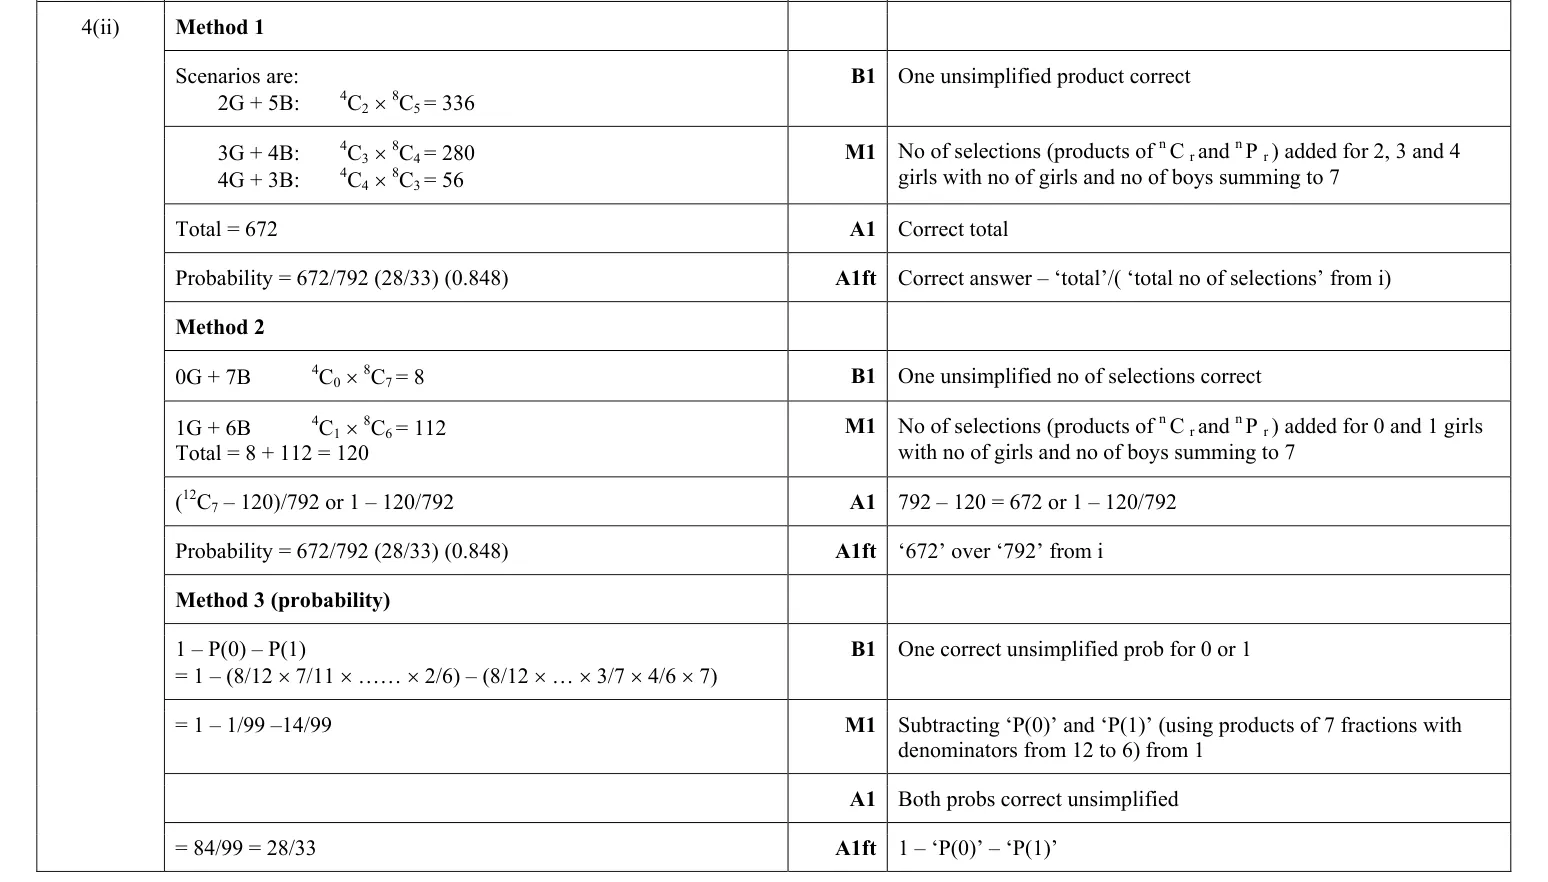 4(ii) Method 1
Scenarios are: B1 One unsimplified product correct
2G + 5B: ⁴C₂ × ⁸C₅ = 336
3G + 4B: ⁴C₃ × ⁸C₄ = 280 M1 No of selections (products of ⁿ C ᵣ and ⁿ P ᵣ ) added for 2, 3 and 4
4G + 3B: ⁴C₄ × ⁸C₃ = 56 girls with no of girls and no of boys summing to 7
Total = 672 A1 Correct total
Probability = 672/792 (28/33) (0.848) A1ft Correct answer – ‘total’/( ‘total no of selections’ from i)
Method 2
0G + 7B ⁴C₀ × ⁸C₇ = 8 B1 One unsimplified no of selections correct
1G + 6B ⁴C₁ × ⁸C₆ = 112 M1 No of selections (products of ⁿ C ᵣ and ⁿ P ᵣ ) added for 0 and 1 girls
Total = 8 + 112 = 120 with no of girls and no of boys summing to 7
(¹²C₇ – 120)/792 or 1 – 120/792 A1 792 – 120 = 672 or 1 – 120/792
Probability = 672/792 (28/33) (0.848) A1ft ‘672’ over ‘792’ from i
Method 3 (probability)
1 – P(0) – P(1) B1 One correct unsimplified prob for 0 or 1
= 1 – (8/12 × 7/11 × …… × 2/6) – (8/12 × … × 3/7 × 4/6 × 7)
= 1 – 1/99 –14/99 M1 Subtracting ‘P(0)’ and ‘P(1)’ (using products of 7 fractions with
denominators from 12 to 6) from 1
A1 Both probs correct unsimplified
= 84/99 = 28/33 A1ft 1 – ‘P(0)’ – ‘P(1)’